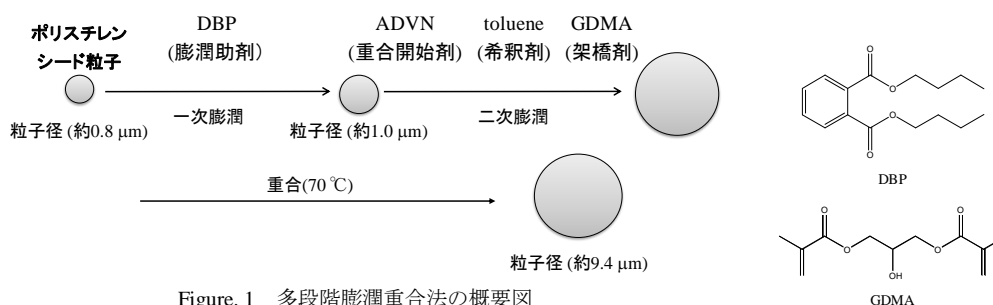 ポリスチレン
シード粒子
DBP
(膨潤助剤)
ADVN
(重合開始剤)
toluene
(希釈剤)
GDMA
(架橋剤)
一次膨潤
二次膨潤
粒子径 (約0.8 μm)
粒子径 (約1.0 μm)
重合(70 ℃)
粒子径 (約9.4 μm)
Figure. 1 多段階膨潤重合法の概要図
O
O
O
O
DBP
O
O
O
O
OH
GDMA